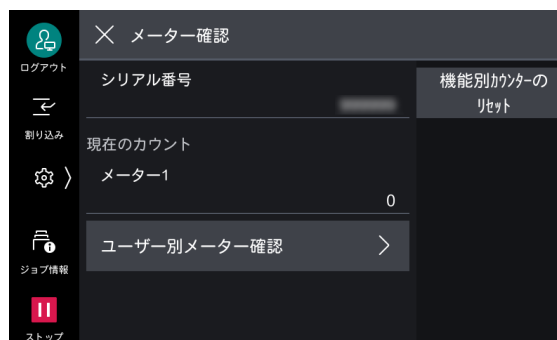 メーター確認
ログアウト
シリアル番号
機能別ｶｳﾝﾀｰの
ﾘｾｯﾄ
割り込み
現在のカウント
メーター1
0
ユーザー別メーター確認
ジョブ情報
ストップ